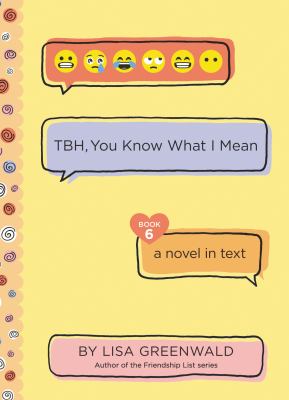 TBH, You Know What I Mean
BOOK
6
a novel in text
BY LISA GREENWALD
Author of the Friendship List series